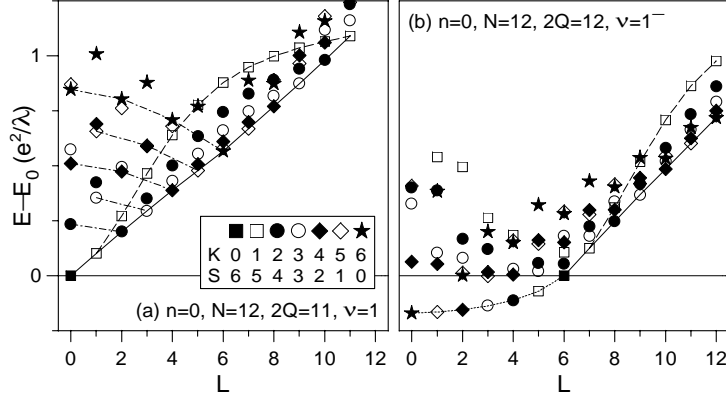 (b) n=0, N=12, 2Q=12, ν=1⁻
1
E–E₀ (e²/λ)
0
K 0 1 2 3 4 5 6
S 6 5 4 3 2 1 0
(a) n=0, N=12, 2Q=11, ν=1
0 2 4 6 8 10 12
0 2 4 6 8 10 12
L
L